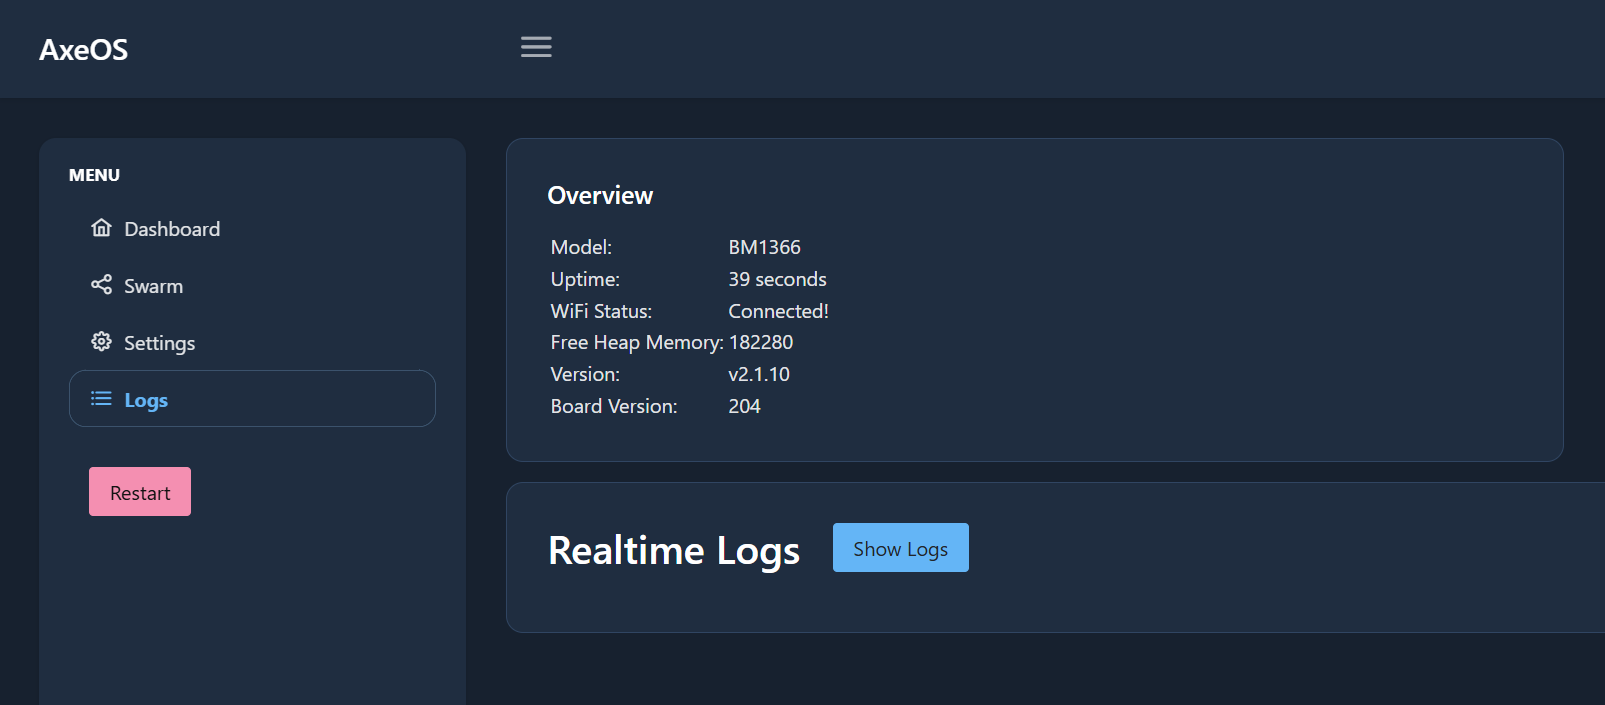 AxeOS
MENU
Dashboard
Swarm
Settings
Logs
Restart
Overview
Model: BM1366
Uptime: 39 seconds
WiFi Status: Connected!
Free Heap Memory: 182280
Version: v2.1.10
Board Version: 204
Realtime Logs
Show Logs